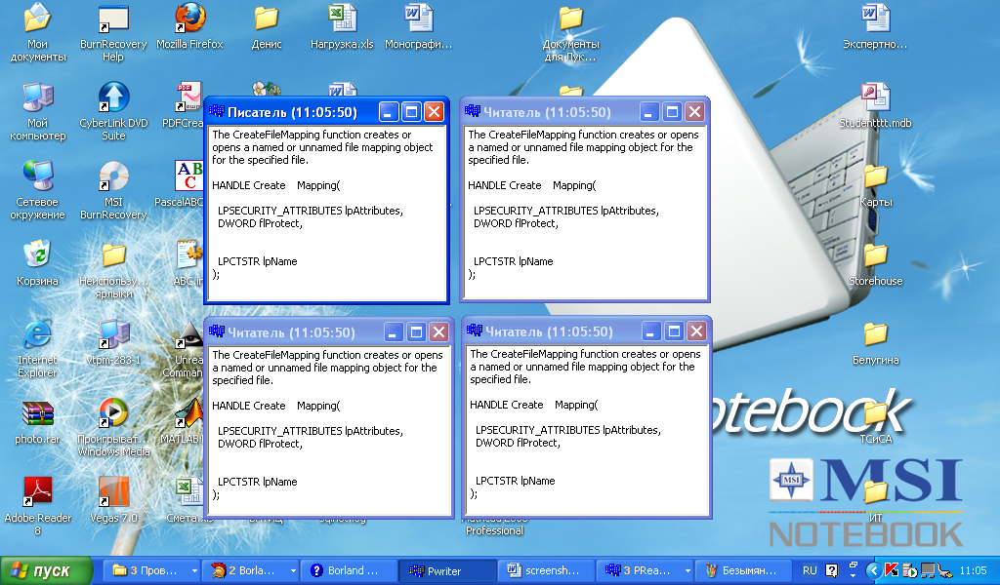 Мои документы
BurnRecovery Help
Mozilla Firefox
Денис
Нагрузка.xls
Монографи...
Документы для Лук...
Экспертно...
Мой компьютер
CyberLink DVD Suite
PDFCrea
Studentttt.mdb
Сетевое окружение
MSI BurnRecovery
PascalABC
Карты
Корзина
Неиспользу... ярлыки
ABC.in
Storehouse
Internet Explorer
Vtpm-283-1
Unrea
Comman
Белугина
photo.rar
Проигрыват... Windows Media
MATLAB
ТСиСА
Adobe Reader 8
Vegas 7.0
Смета.xls
Professional
ИТ
Писатель (11:05:50)
The CreateFileMapping function creates or
opens a named or unnamed file mapping object
for the specified file.
HANDLE Create    Mapping(
LPSECURITY_ATTRIBUTES lpAttributes,
DWORD flProtect,
LPCTSTR lpName
);
Читатель (11:05:50)
The CreateFileMapping function creates or opens
a named or unnamed file mapping object for the
specified file.
HANDLE Create    Mapping(
LPSECURITY_ATTRIBUTES lpAttributes,
DWORD flProtect,
LPCTSTR lpName
);
Читатель (11:05:50)
The CreateFileMapping function creates or opens
a named or unnamed file mapping object for the
specified file.
HANDLE Create    Mapping(
LPSECURITY_ATTRIBUTES lpAttributes,
DWORD flProtect,
LPCTSTR lpName
);
Читатель (11:05:50)
The CreateFileMapping function creates or opens
a named or unnamed file mapping object for the
specified file.
HANDLE Create    Mapping(
LPSECURITY_ATTRIBUTES lpAttributes,
DWORD flProtect,
LPCTSTR lpName
);
otebook
MSI
NOTEBOOK
пуск
3 Пров...
2 Borla...
Borland ...
Pwriter
screensh...
3 PRea...
Безымян...
RU
11:05